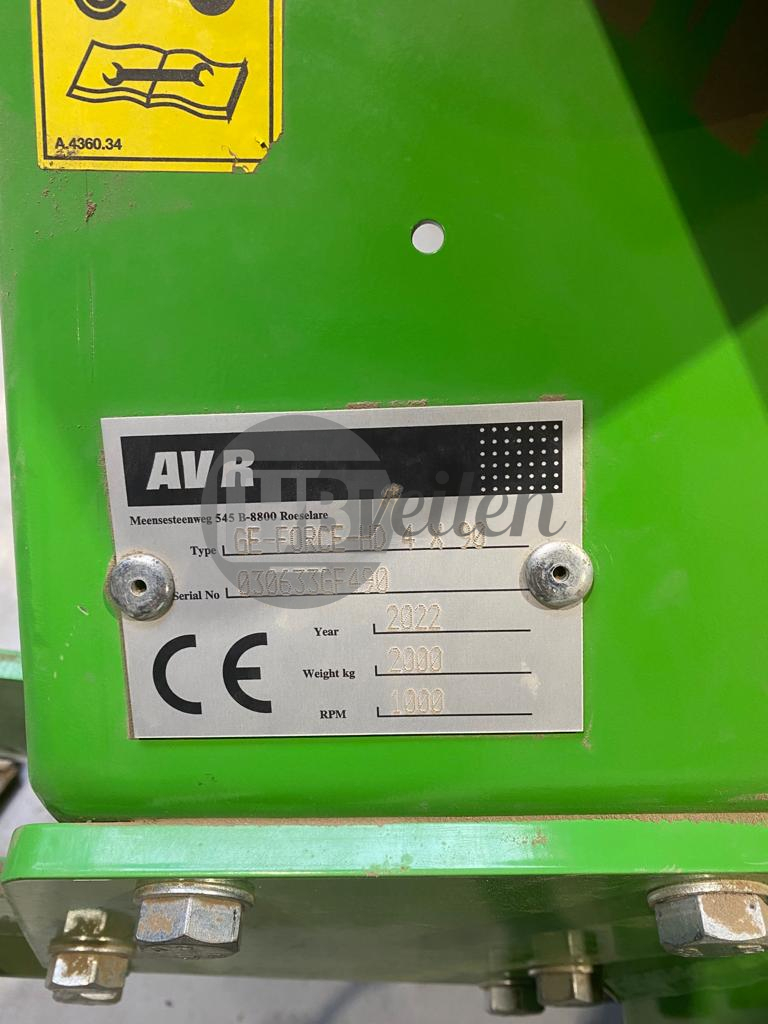 A.4360.34
AVR
HBveilen
Meensesteenweg 545 B-8800 Roeselare
Type GE-FORCE-HD 4 X 90
Serial No 030633GF490
Year 2022
Weight kg 2000
RPM 1000
CE